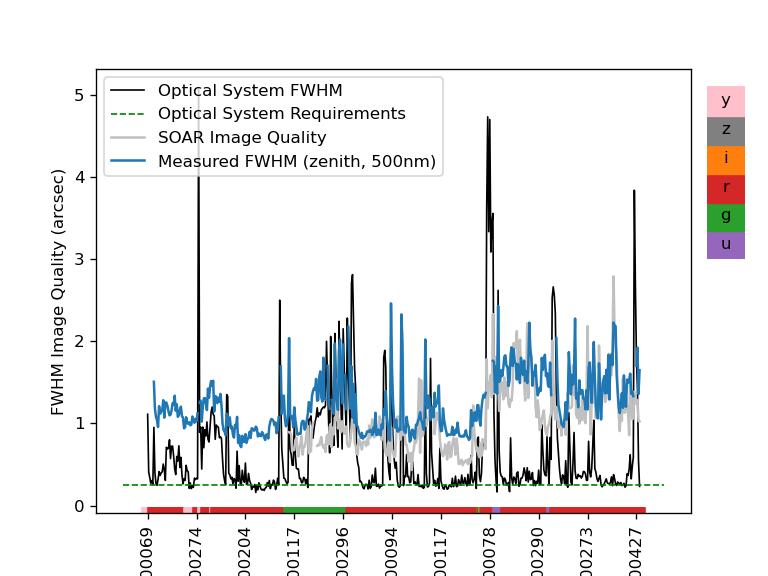 Optical System FWHM
Optical System Requirements
SOAR Image Quality
Measured FWHM (zenith, 500nm)
FWHM Image Quality (arcsec)
5
4
3
2
1
0
y
z
i
r
g
u
00069
00274
00204
00117
00296
00094
00117
00078
00290
00273
00427